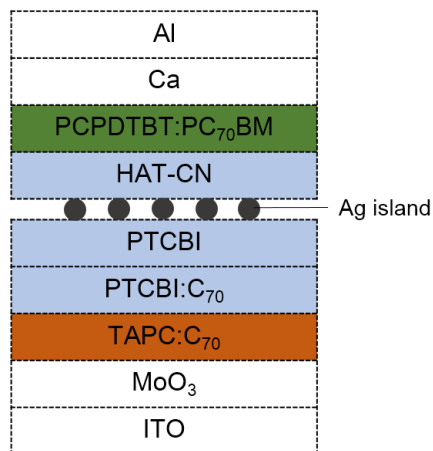 Al
Ca
PCPDTBT:PC₇₀BM
HAT-CN
Ag island
PTCBI
PTCBI:C₇₀
TAPC:C₇₀
MoO₃
ITO